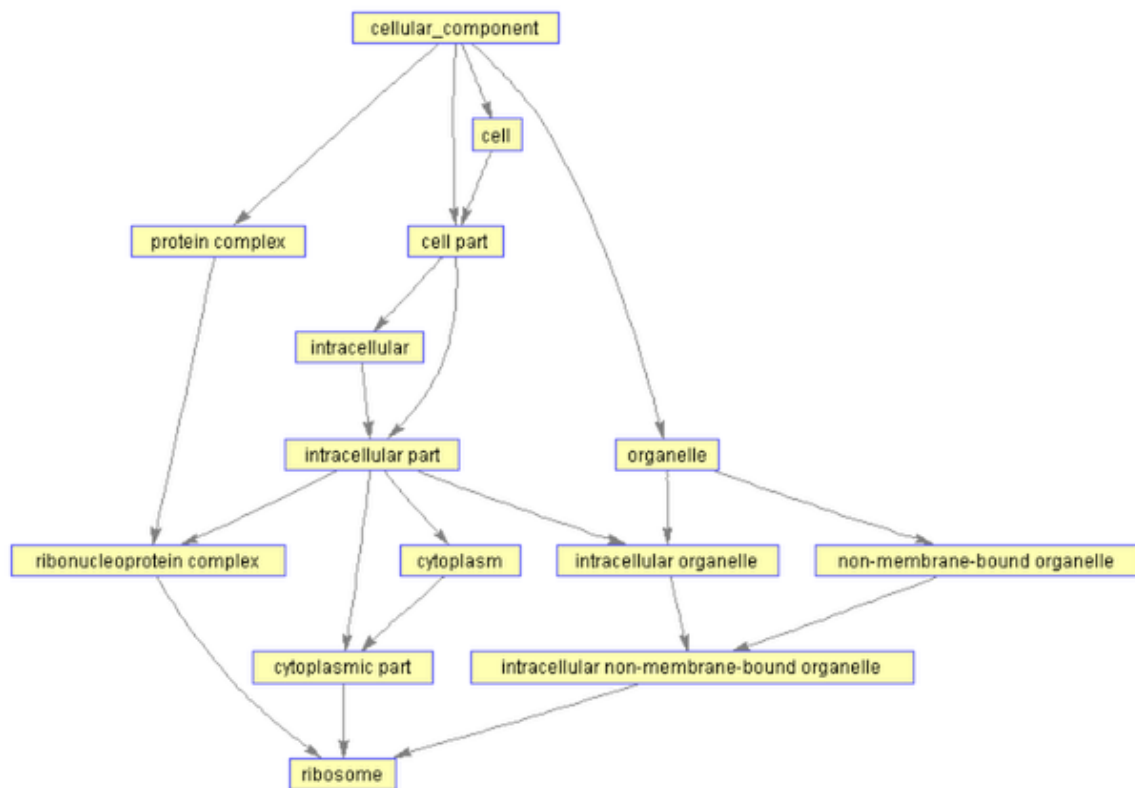 cellular_component
cell
protein complex
cell part
intracellular
intracellular part
organelle
ribonucleoprotein complex
cytoplasm
intracellular organelle
non-membrane-bound organelle
cytoplasmic part
intracellular non-membrane-bound organelle
ribosome